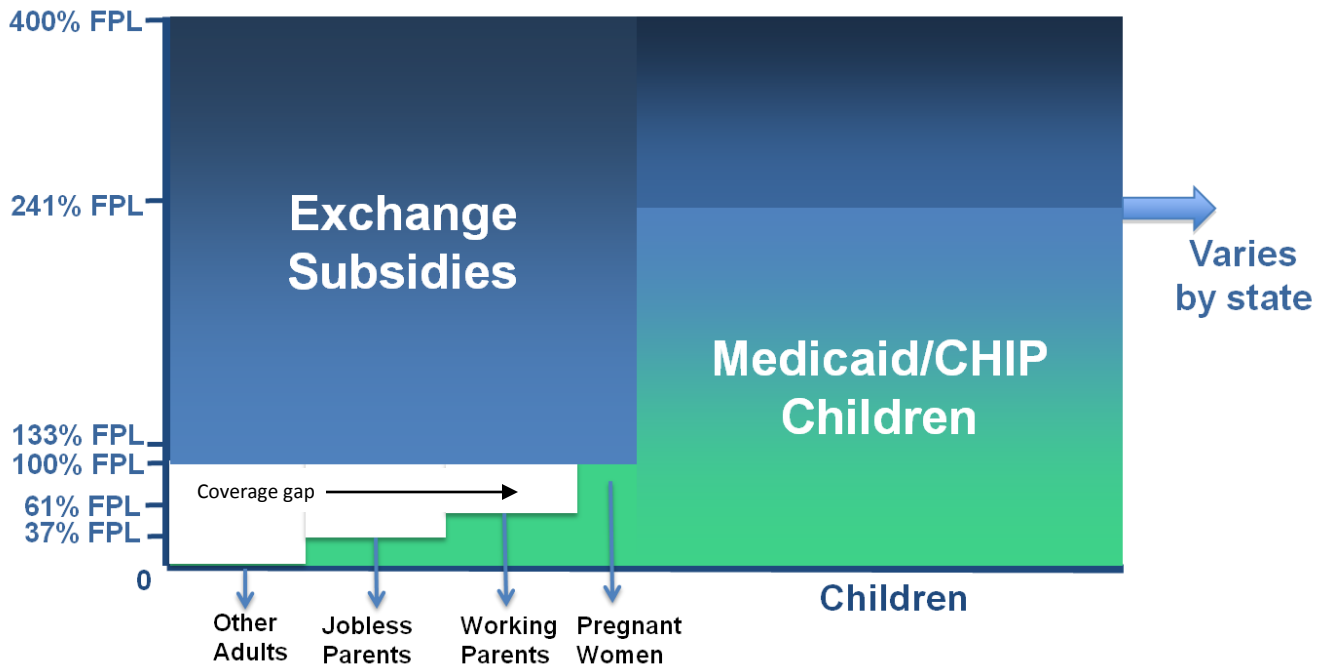 400% FPL
241% FPL
133% FPL
100% FPL
61% FPL
37% FPL
0
Exchange
Subsidies
Medicaid/CHIP
Children
Varies
by state
Coverage gap
Other
Adults
Jobless
Parents
Working
Parents
Pregnant
Women
Children